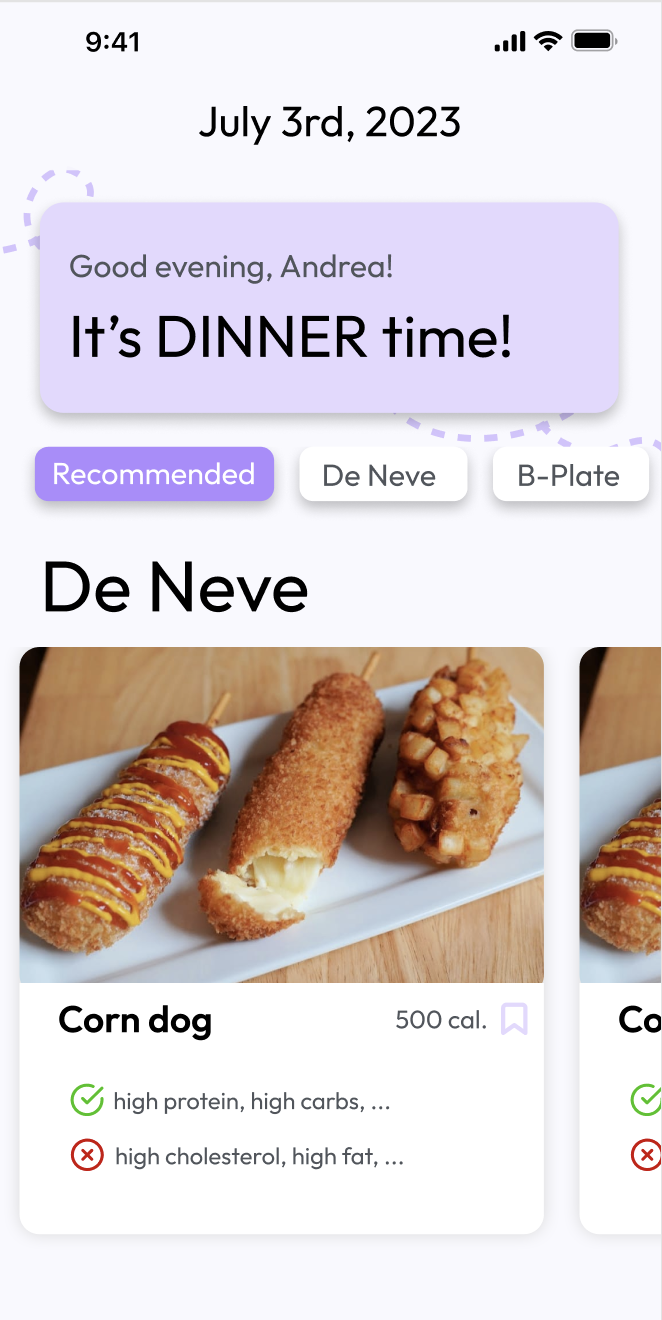 9:41
July 3rd, 2023
Good evening, Andrea!
It's DINNER time!
Recommended
De Neve
B-Plate
De Neve
Corn dog
500 cal.
Co
high protein, high carbs, ...
high cholesterol, high fat, ...